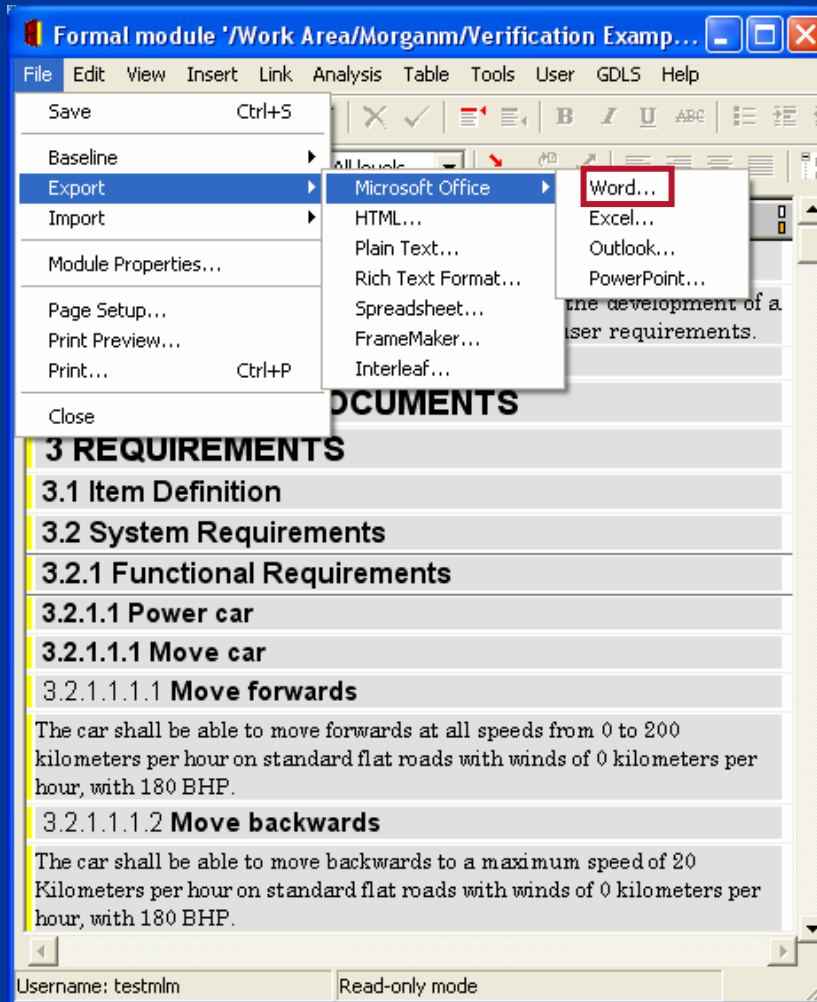 Formal module '/Work Area/Morganm/Verification Examp...
File Edit View Insert Link Analysis Table Tools User GDLS Help
Save Ctrl+S
B I U ABC
Baseline
All levels
Export
Import
Module Properties...
Page Setup...
Print Preview...
Print... Ctrl+P
Close
Microsoft Office
HTML...
Plain Text...
Rich Text Format...
Spreadsheet...
FrameMaker...
Interleaf...
Word...
Excel...
Outlook...
PowerPoint...
the development of a
user requirements.
DOCUMENTS
3 REQUIREMENTS
3.1 Item Definition
3.2 System Requirements
3.2.1 Functional Requirements
3.2.1.1 Power car
3.2.1.1.1 Move car
3.2.1.1.1.1 Move forwards
The car shall be able to move forwards at all speeds from 0 to 200
kilometers per hour on standard flat roads with winds of 0 kilometers per
hour, with 180 BHP.
3.2.1.1.1.2 Move backwards
The car shall be able to move backwards to a maximum speed of 20
Kilometers per hour on standard flat roads with winds of 0 kilometers per
hour, with 180 BHP.
Username: testmlm Read-only mode